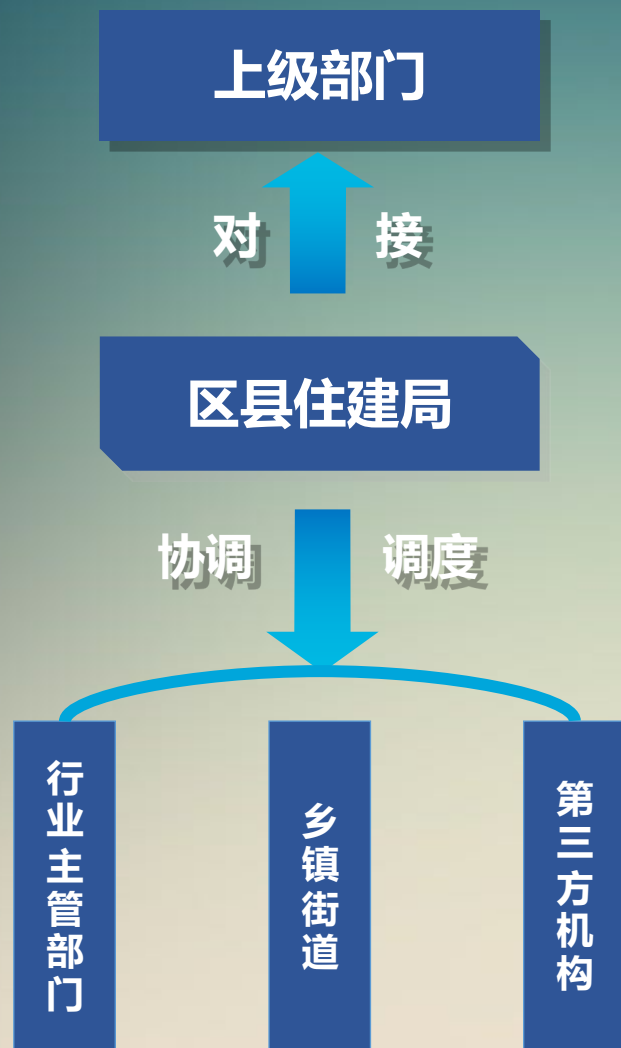 上级部门
对 接
区县住建局
协调 调度
行业主管部门
乡镇街道
第三方机构